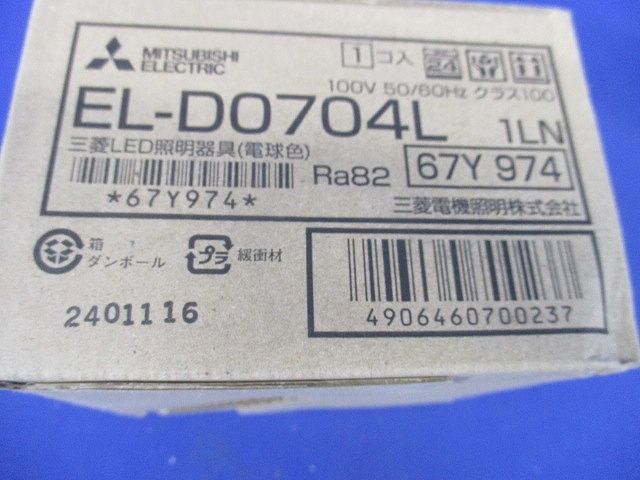 MITSUBISHI
ELECTRIC
1 コ入
24
100V 50/60Hz クラス100
EL-D0704L 1LN
三菱LED照明器具(電球色)
Ra82
67Y 974
*67Y974*
三菱電機照明株式会社
箱
ダンボール
プラ
緩衝材
2401116
4906460700237